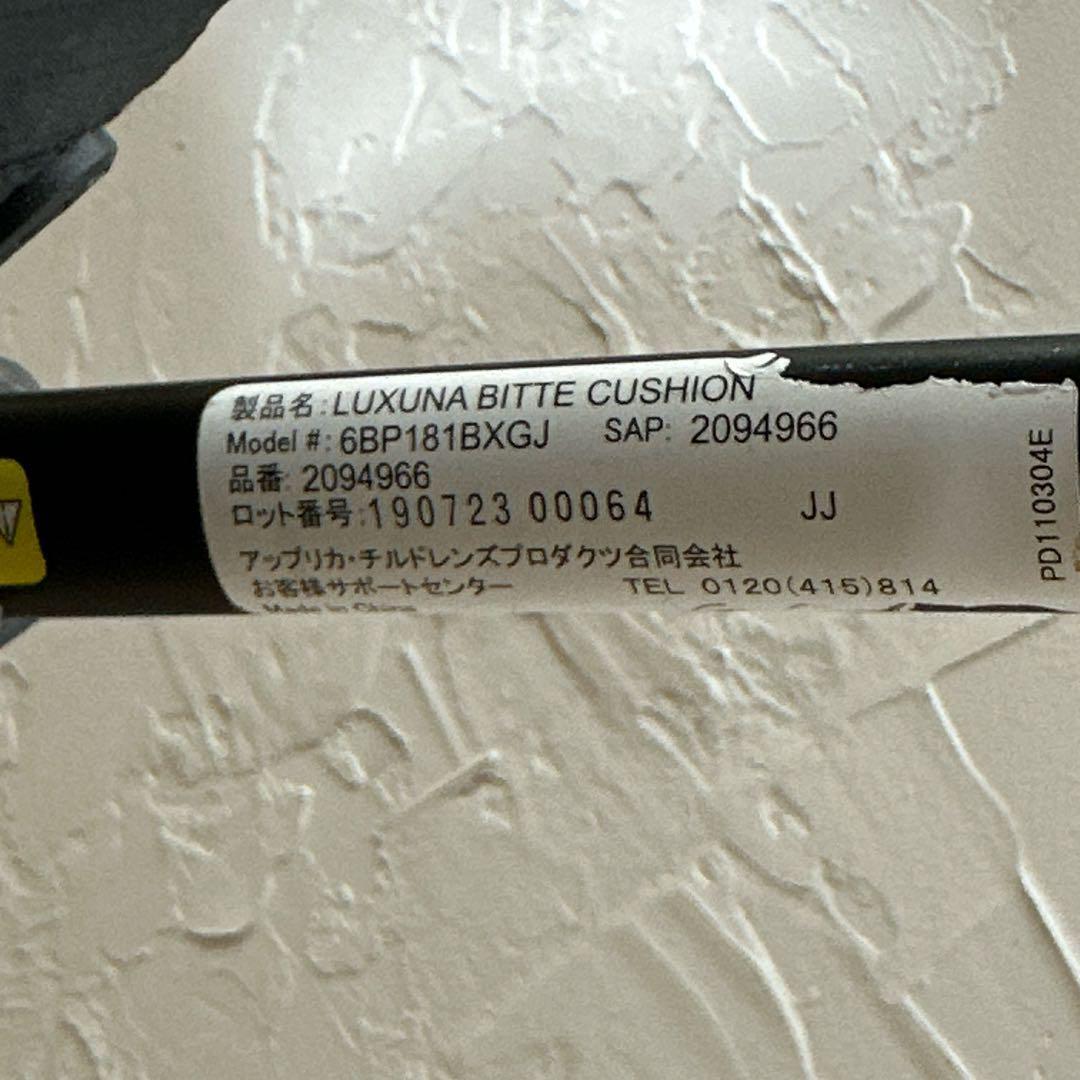 製品名:LUXUNA BITTE CUSHION
Model #: 6BP181BXGJ SAP: 2094966
品番: 2094966
ロット番号:190723 00064 JJ
アップリカ・チルドレンズプロダクツ合同会社
お客様サポートセンター TEL 0120(415)814
Made in China
PD110304E